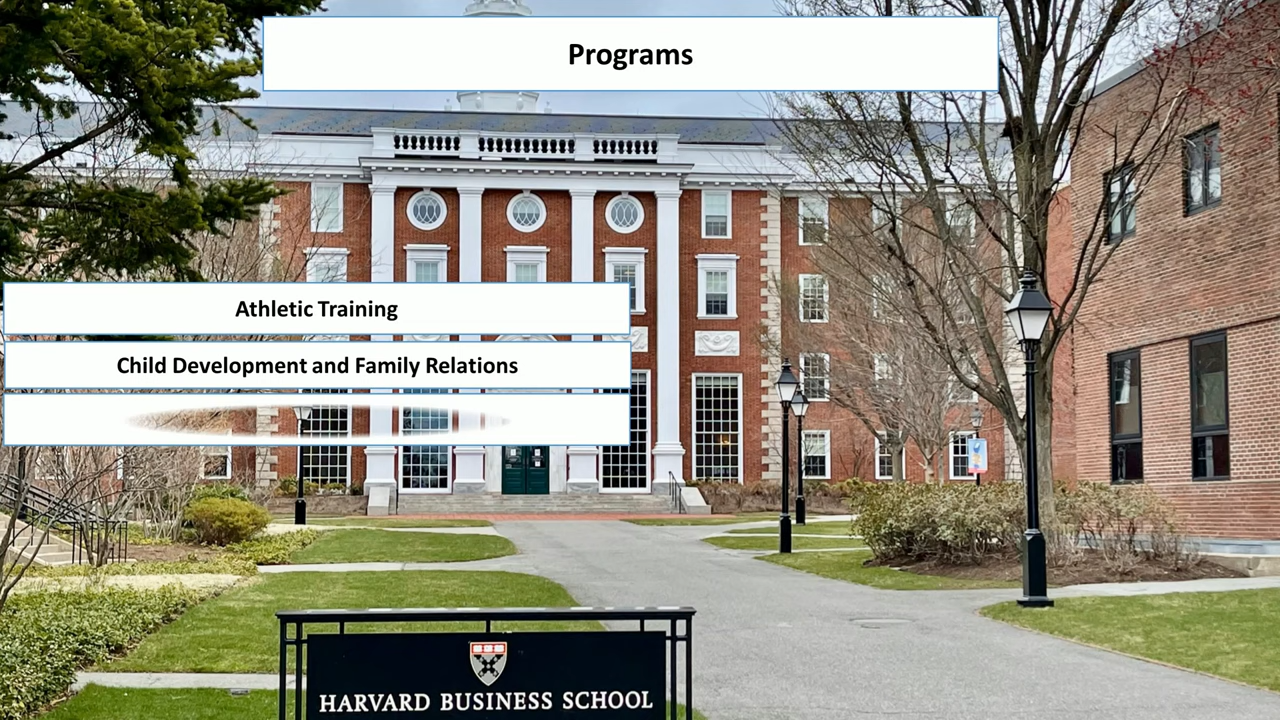 Programs
Athletic Training
Child Development and Family Relations
HARVARD BUSINESS SCHOOL